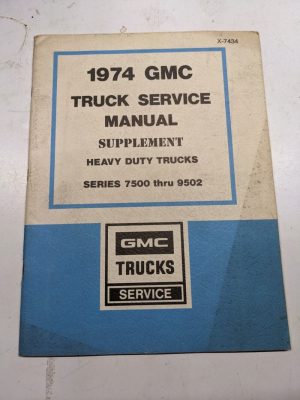 X-7434
1974 GMC
TRUCK SERVICE
MANUAL
SUPPLEMENT
HEAVY DUTY TRUCKS
SERIES 7500 thru 9502
GMC
TRUCKS
SERVICE